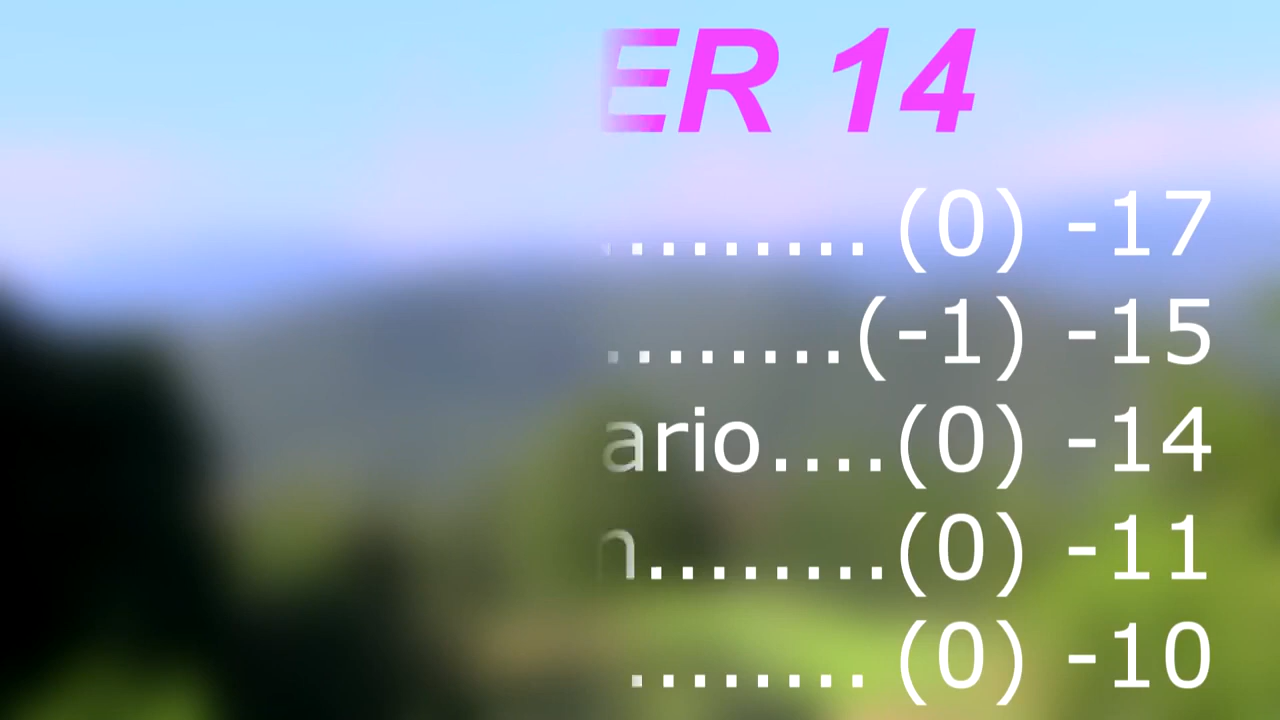 ER 14
......... (0) -17
........(-1) -15
ario....(0) -14
n.........(0) -11
........ (0) -10